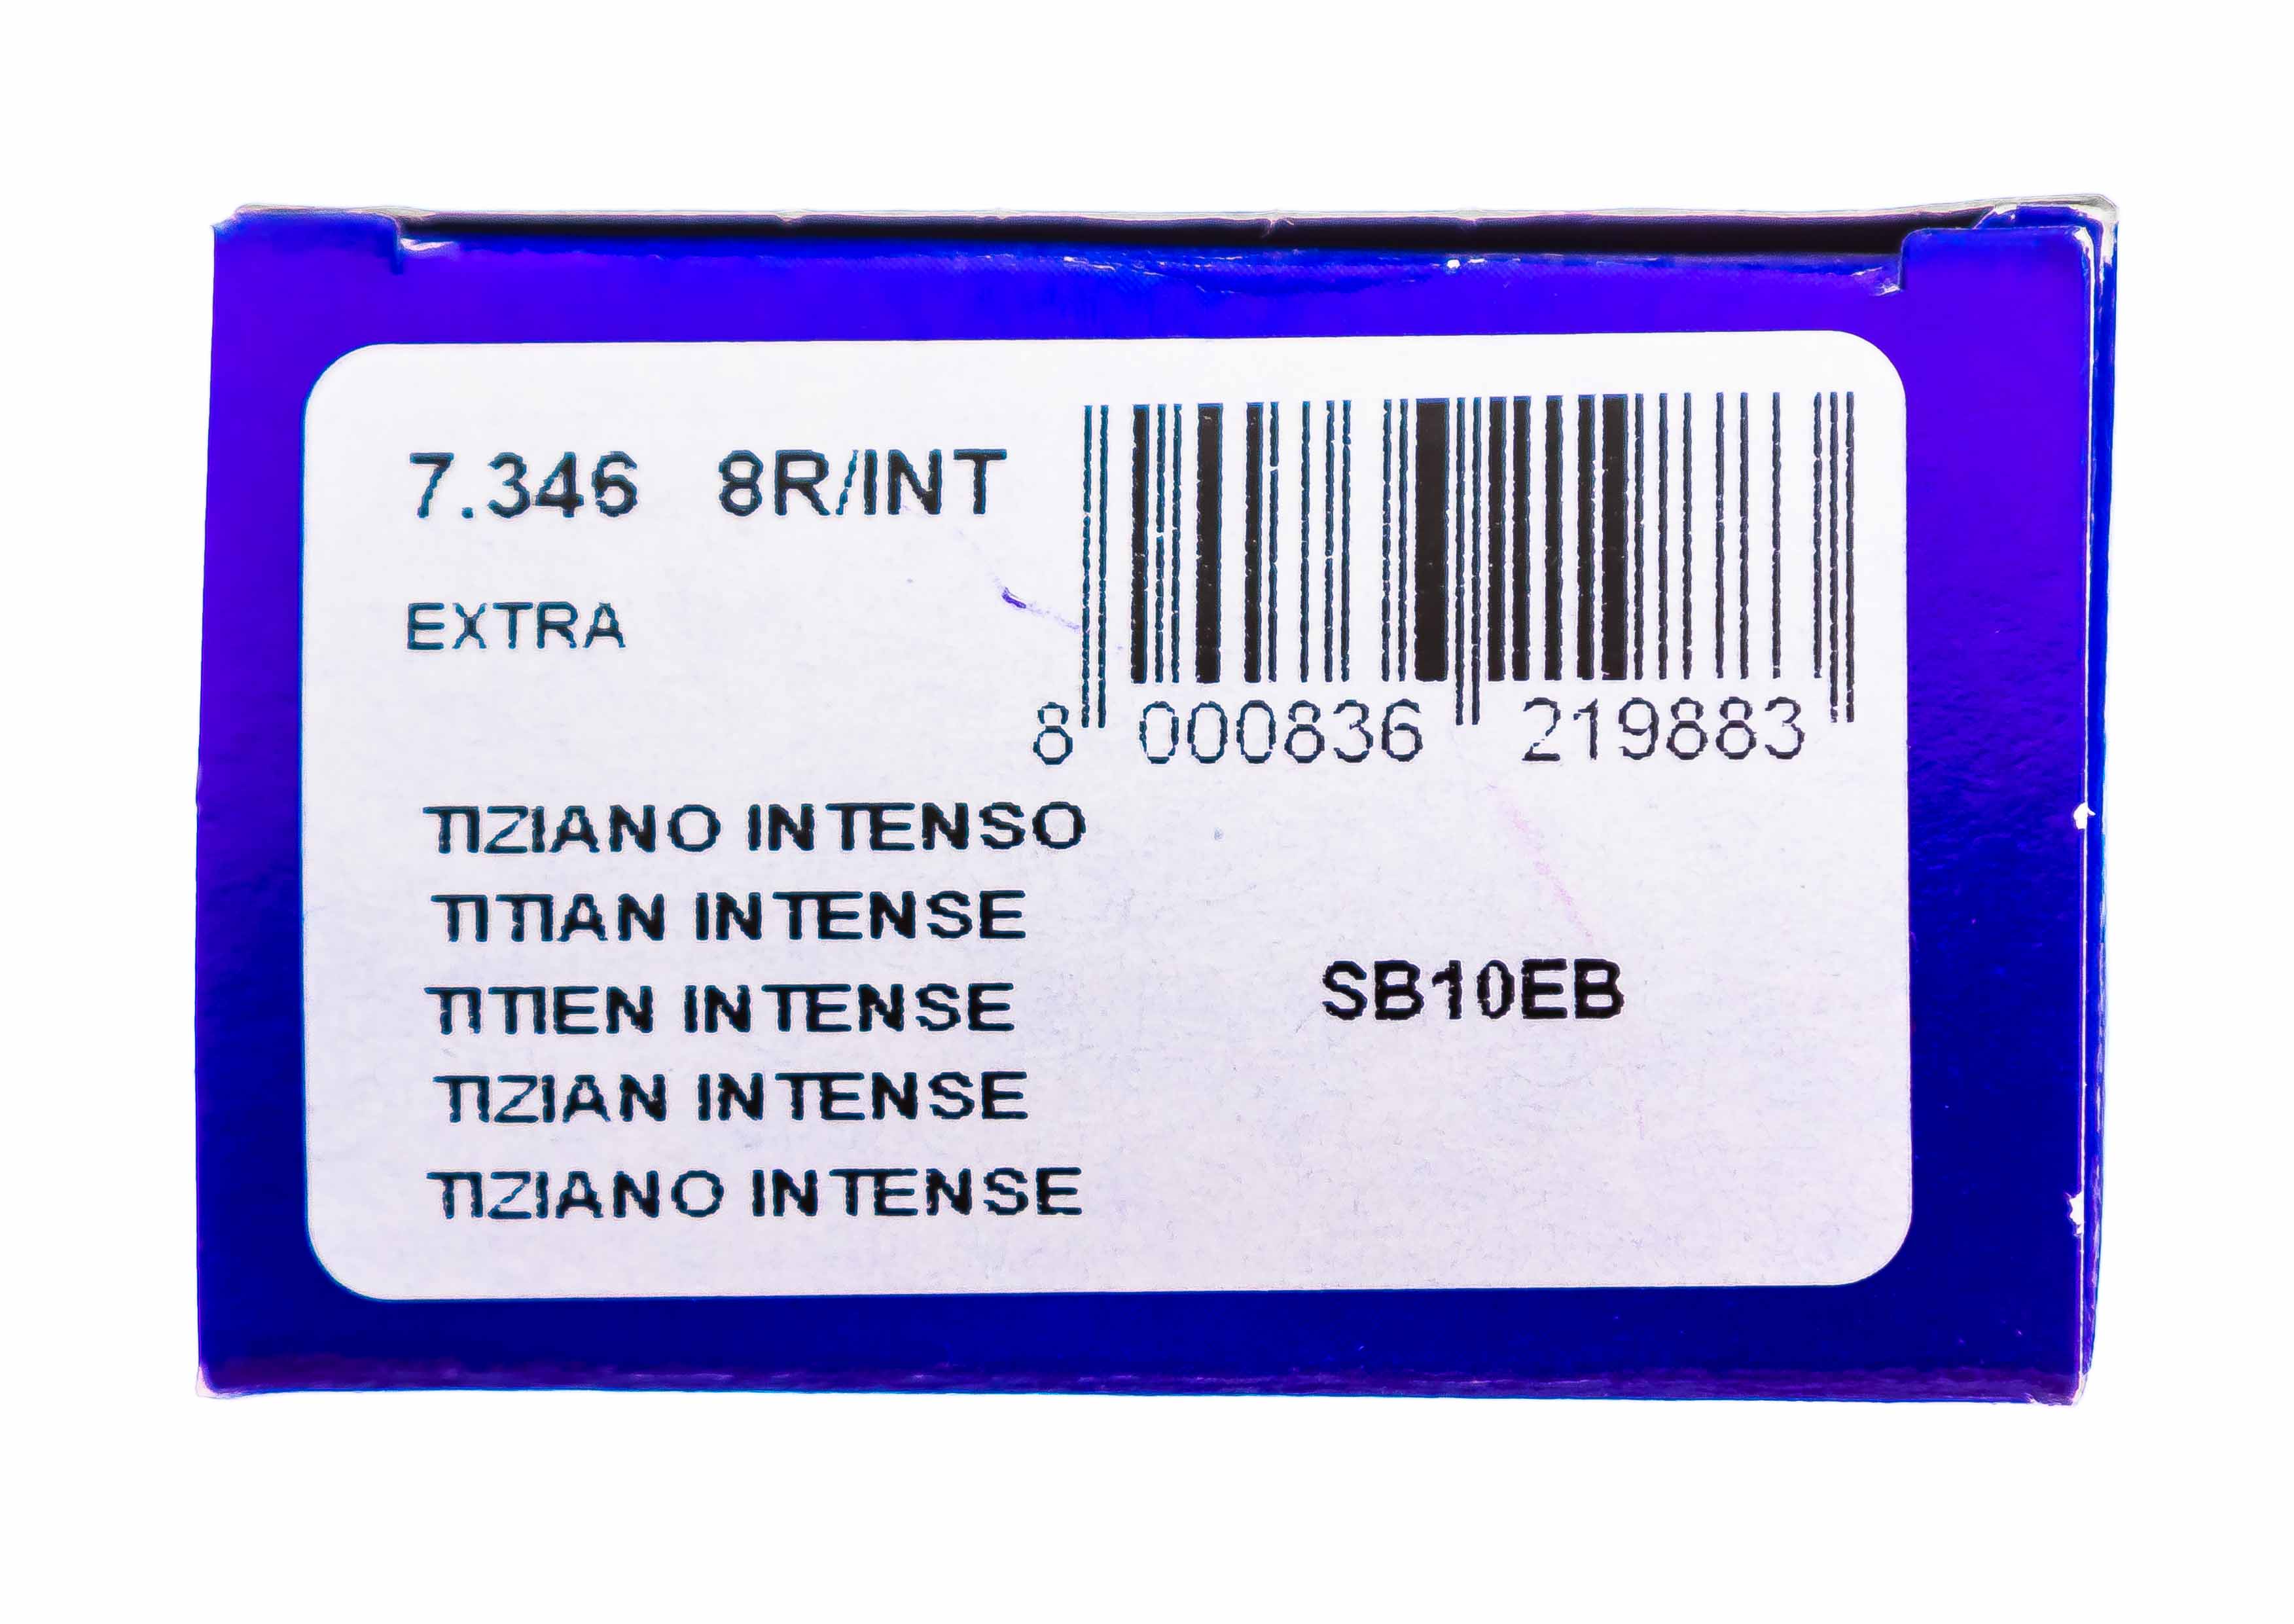 7.346 8R/INT
EXTRA
8 000836 219883
TIZIANO INTENSO
TITIAN INTENSE
TITIEN INTENSE
TIZIAN INTENSE
TIZIANO INTENSE
SB10EB